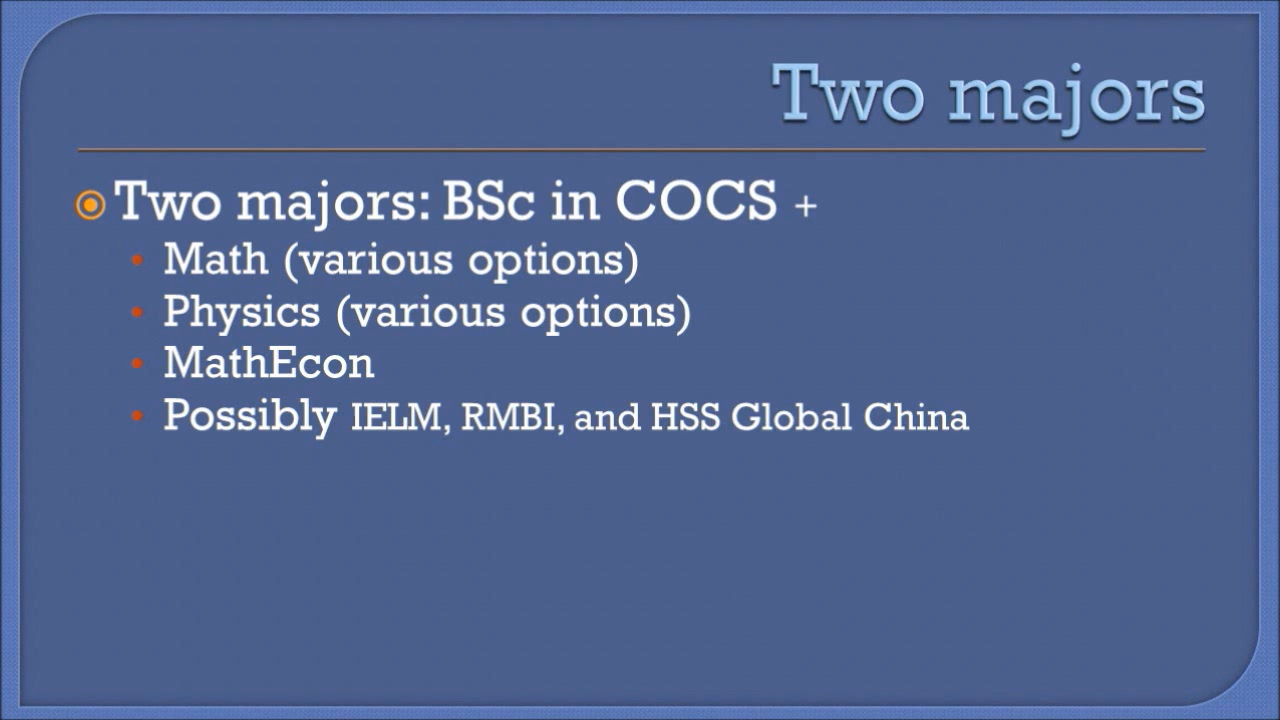 Two majors
Two majors: BSc in COCS +
Math (various options)
Physics (various options)
MathEcon
Possibly IELM, RMBI, and HSS Global China